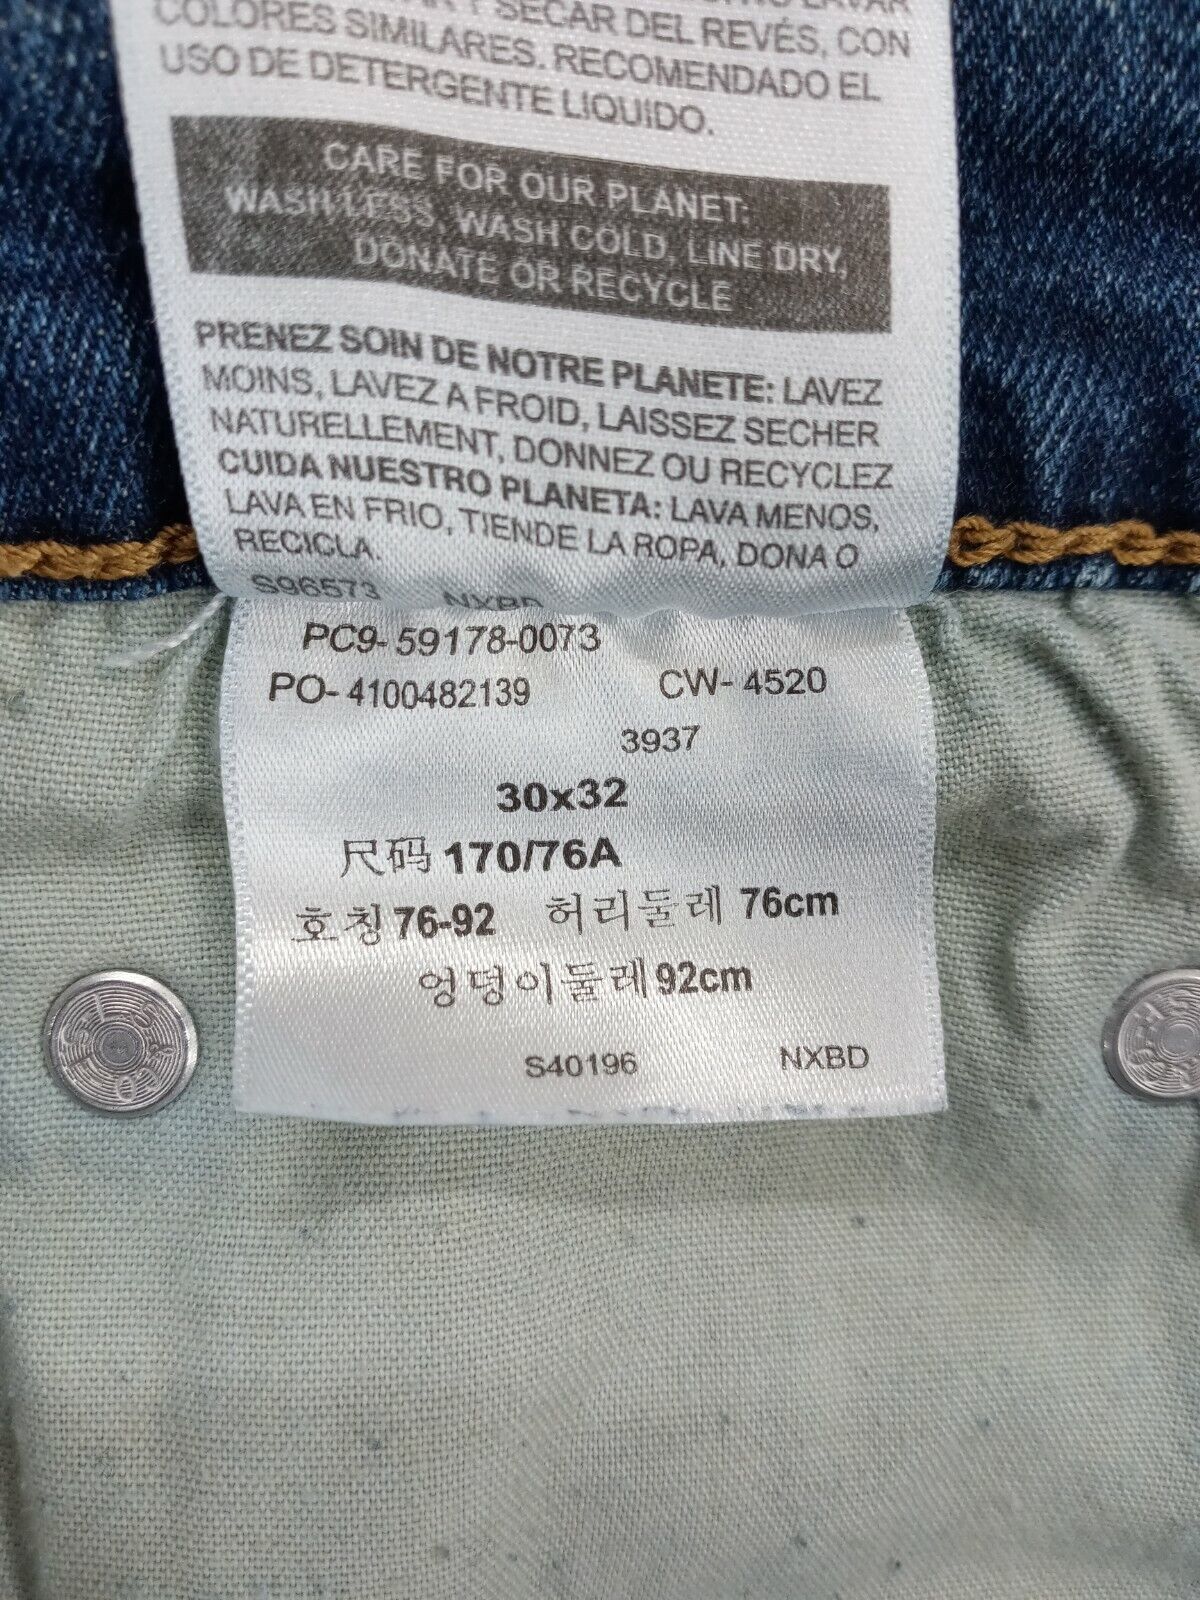 SECAR DEL REVÉS, CON
COLORES SIMILARES. RECOMENDADO EL
USO DE DETERGENTE LIQUIDO.
CARE FOR OUR PLANET:
WASH LESS, WASH COLD, LINE DRY,
DONATE OR RECYCLE
PRENEZ SOIN DE NOTRE PLANETE: LAVEZ
MOINS, LAVEZ A FROID, LAISSEZ SECHER
NATURELLEMENT, DONNEZ OU RECYCLEZ
CUIDA NUESTRO PLANETA: LAVA MENOS,
LAVA EN FRIO, TIENDE LA ROPA, DONA O
RECICLA.
S96573 NXBD
PC9- 59178-0073
PO- 4100482139 CW- 4520
3937
30x32
尺码 170/76A
호칭 76-92 허리둘레 76cm
엉덩이둘레 92cm
S40196 NXBD